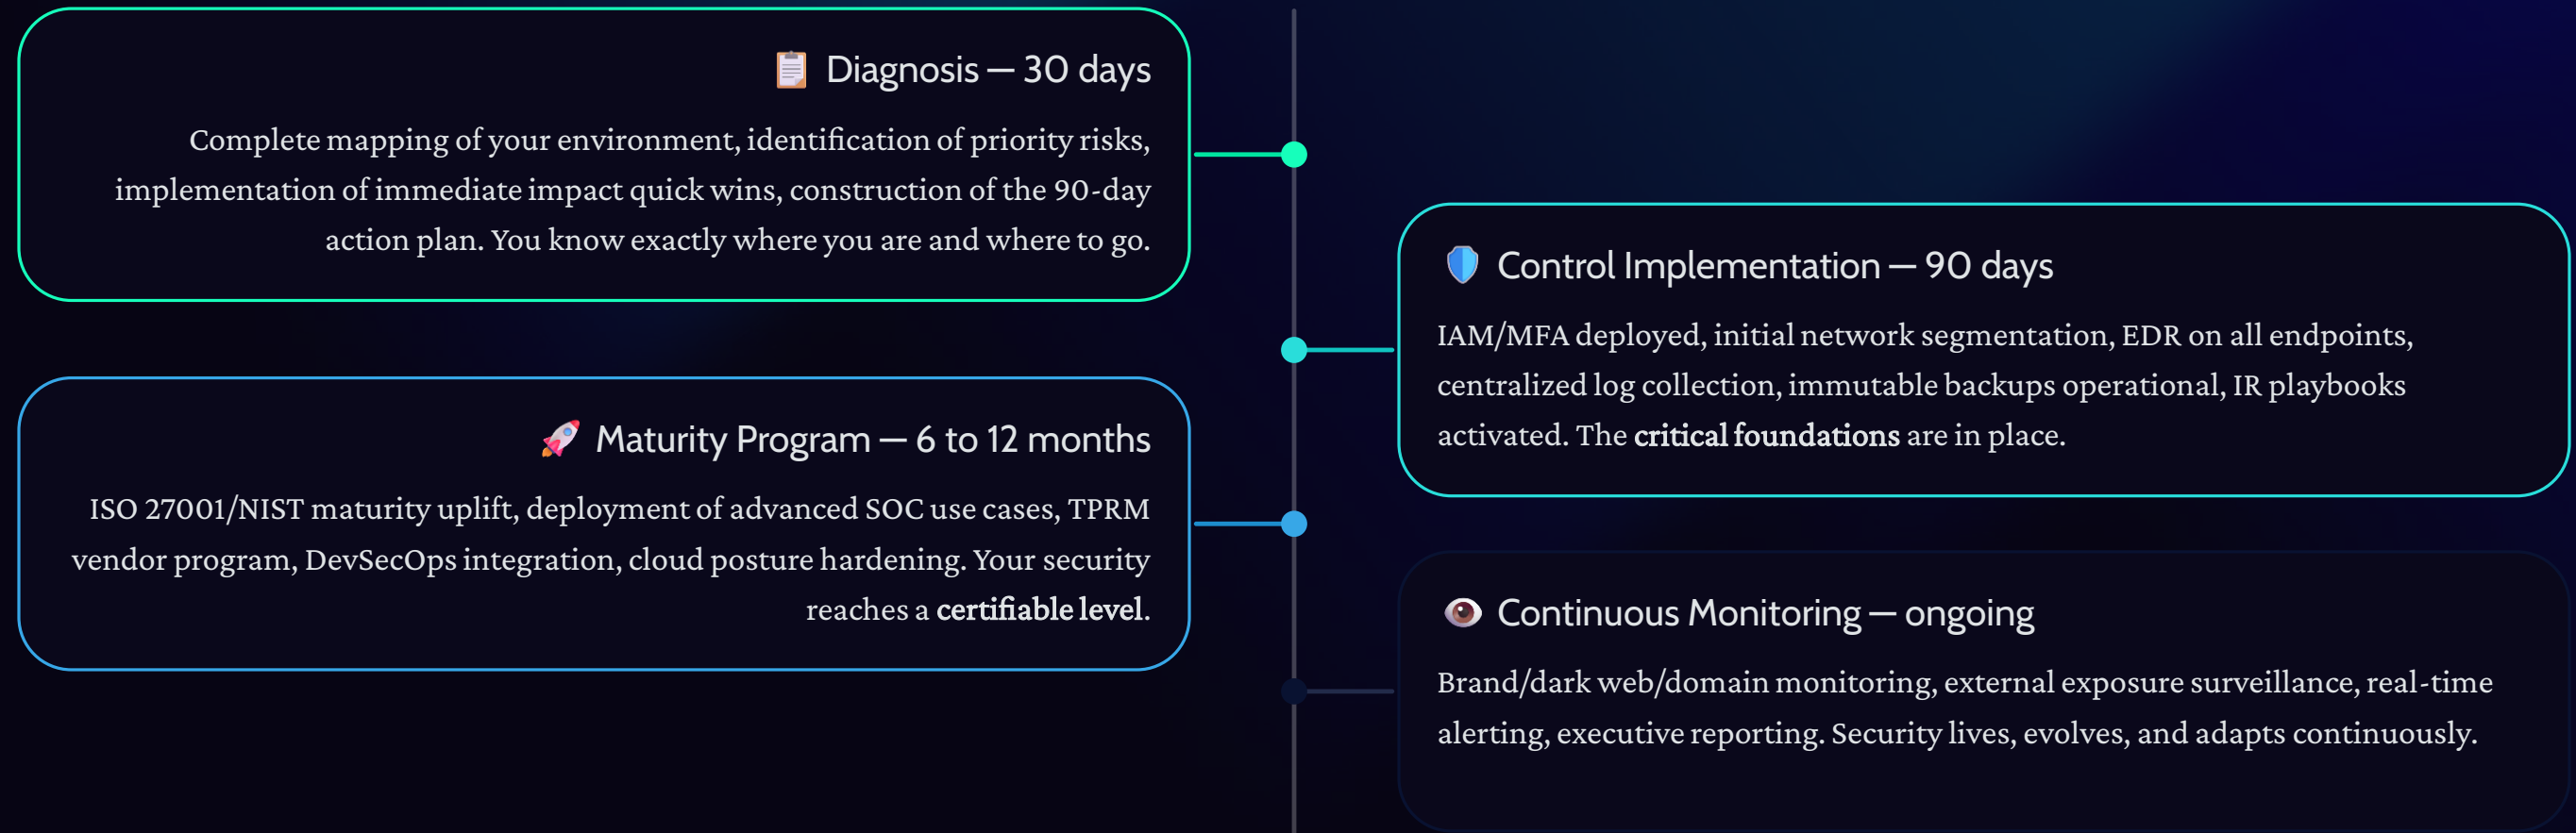 📋 Diagnosis — 30 days
Complete mapping of your environment, identification of priority risks,
implementation of immediate impact quick wins, construction of the 90-day
action plan. You know exactly where you are and where to go.
🛡️ Control Implementation — 90 days
IAM/MFA deployed, initial network segmentation, EDR on all endpoints,
centralized log collection, immutable backups operational, IR playbooks
activated. The critical foundations are in place.
🚀 Maturity Program — 6 to 12 months
ISO 27001/NIST maturity uplift, deployment of advanced SOC use cases, TPRM
vendor program, DevSecOps integration, cloud posture hardening. Your security
reaches a certifiable level.
👁️ Continuous Monitoring — ongoing
Brand/dark web/domain monitoring, external exposure surveillance, real-time
alerting, executive reporting. Security lives, evolves, and adapts continuously.